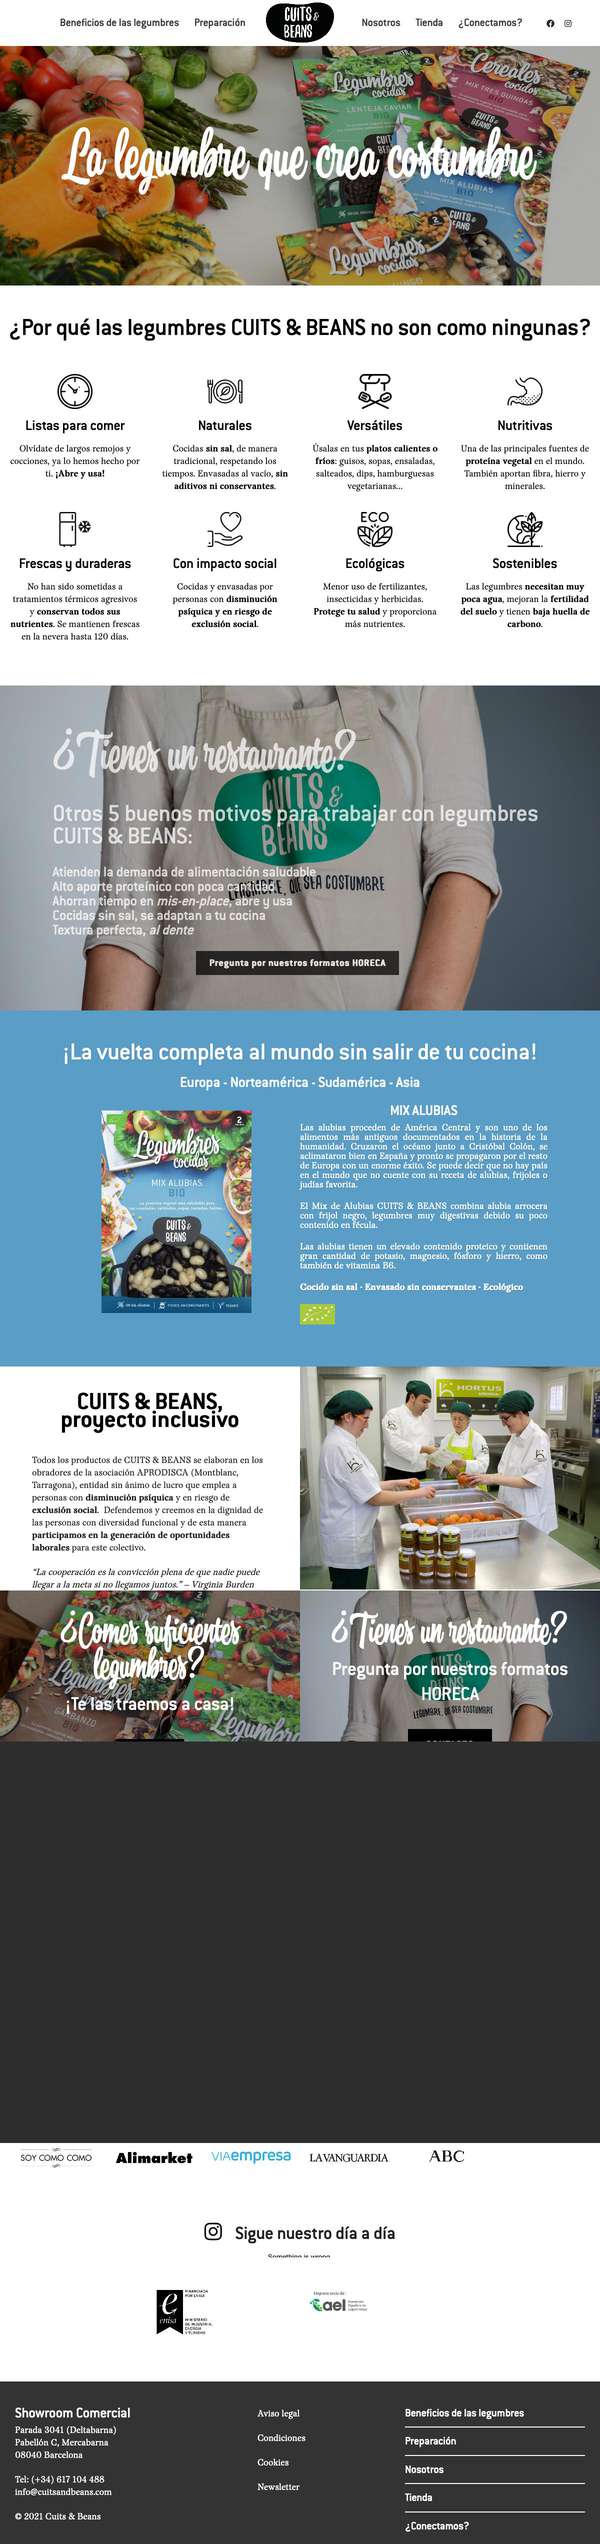 Beneficios de las legumbres
Preparación
CUITS &
BEANS
Nosotros
Tienda
¿Conectamos?
Legumbres
cocidas
LENTEJA CAVIAR
BIO
Cereales
cocidos
MIX TRES QUINOAS
BIO
MIX ALUBIAS
BIO
CUITS &
BEANS
Legumbres
cocidas
La legumbre que crea costumbre
¿Por qué las legumbres CUITS & BEANS no son como ningunas?
Listas para comer
Olvídate de largos remojos y
cocciones, ya lo hemos hecho por
ti. ¡Abre y usa!
Naturales
Cocidas sin sal, de manera
tradicional, respetando los
tiempos. Envasadas al vacío, sin
aditivos ni conservantes.
Versátiles
Úsalas en tus platos calientes o
fríos: guisos, sopas, ensaladas,
salteados, dips, hamburguesas
vegetarianas...
Nutritivas
Una de las principales fuentes de
proteína vegetal en el mundo.
También aportan fibra, hierro y
minerales.
Frescas y duraderas
No han sido sometidas a
tratamientos térmicos agresivos
y conservan todos sus
nutrientes. Se mantienen frescas
en la nevera hasta 120 días.
Con impacto social
Cocidas y envasadas por
personas con disminución
psíquica y en riesgo de
exclusión social.
ECO
Ecológicas
Menor uso de fertilizantes,
insecticidas y herbicidas.
Protege tu salud y proporciona
más nutrientes.
Sostenibles
Las legumbres necesitan muy
poca agua, mejoran la fertilidad
del suelo y tienen baja huella de
carbono.
¿Tienes un restaurante?
CUITS &
BEANS
Otros 5 buenos motivos para trabajar con legumbres
CUITS & BEANS:
Atienden la demanda de alimentación saludable
Alto aporte proteínico con poca cantidad
Ahorran tiempo en mis-en-place, abre y usa
Cocidas sin sal, se adaptan a tu cocina
Textura perfecta, al dente
Pregunta por nuestros formatos HORECA
¡La vuelta completa al mundo sin salir de tu cocina!
Europa - Norteamérica - Sudamérica - Asia
Legumbres
cocidas
MIX ALUBIAS
BIO
CUITS &
BEANS
MIX ALUBIAS
Las alubias proceden de América Central y son uno de los
alimentos más antiguos documentados en la historia de la
humanidad. Cruzaron el océano junto a Cristóbal Colón, se
aclimataron bien en España y pronto se propagaron por el resto
de Europa con un enorme éxito. Se puede decir que no hay país
en el mundo que no cuente con su receta de alubias, frijoles o
judías favorita.
El Mix de Alubias CUITS & BEANS combina alubia arrocera
con frijol negro, legumbres muy digestivas debido su poco
contenido en fécula.
Las alubias tienen un elevado contenido proteico y contienen
gran cantidad de potasio, magnesio, fósforo y hierro, como
también de vitamina B6.
Cocido sin sal - Envasado sin conservantes - Ecológico
CUITS & BEANS,
proyecto inclusivo
Todos los productos de CUITS & BEANS se elaboran en los
obradores de la asociación APRODISCA (Montblanc,
Tarragona), entidad sin ánimo de lucro que emplea a
personas con disminución psíquica y en riesgo de
exclusión social. Defendemos y creemos en la dignidad de
las personas con diversidad funcional y de esta manera
participamos en la generación de oportunidades
laborales para este colectivo.
“La cooperación es la convicción plena de que nadie puede
llegar a la meta si no llegamos juntos.” – Virginia Burden
HORTUS
¿Comes suficientes
legumbres?
¡Te las traemos a casa!
¿Tienes un restaurante?
Pregunta por nuestros formatos
HORECA
CONTACTO
SOY COMO COMO
Alimarket
VIAempresa
LA VANGUARDIA
ABC
Sigue nuestro día a día
Something is wrong.
enisa
ael
Showroom Comercial
Parada 3041 (Deltabarna)
Pabellón C, Mercabarna
08040 Barcelona
Tel: (+34) 617 104 488
info@cuitsandbeans.com
© 2021 Cuits & Beans
Aviso legal
Condiciones
Cookies
Newsletter
Beneficios de las legumbres
Preparación
Nosotros
Tienda
¿Conectamos?